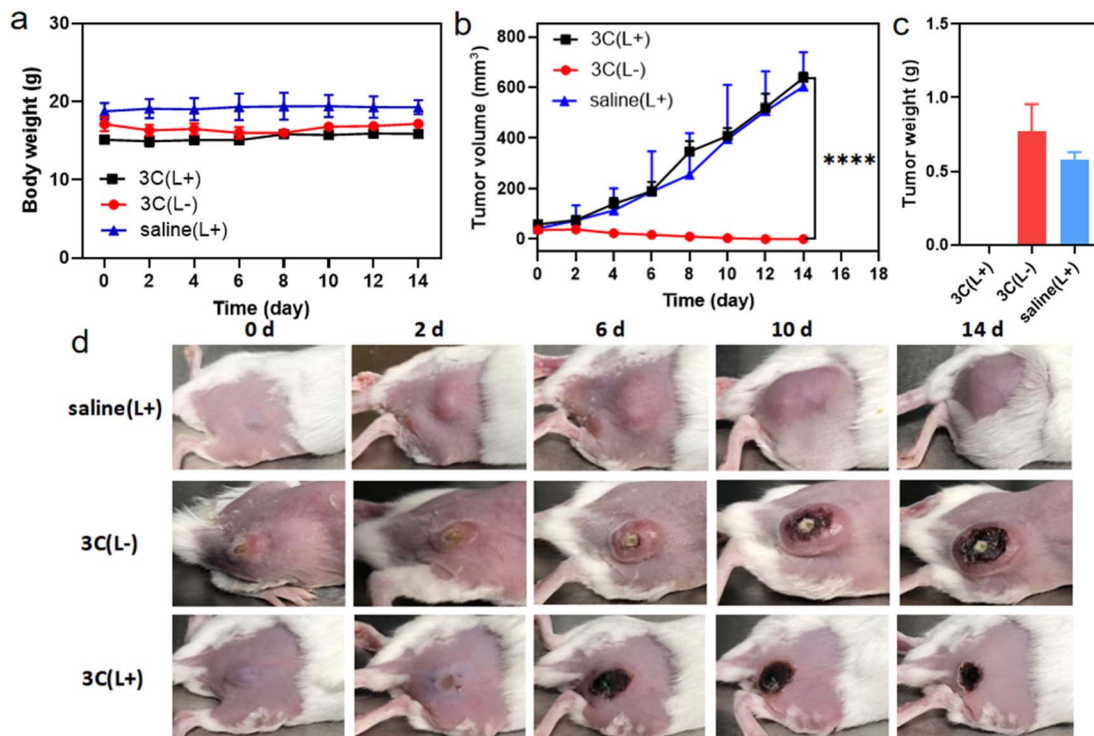 a
30
20
10
0
Body weight (g)
3C(L+)
3C(L-)
saline(L+)
0 2 4 6 8 10 12 14
Time (day)
b
800
600
400
200
0
Tumor volume (mm³)
3C(L+)
3C(L-)
saline(L+)
****
0 2 4 6 8 10 12 14 16 18
Time (day)
c
1.5
1.0
0.5
0.0
Tumor weight (g)
3C(L+)
3C(L-)
saline(L+)
d
0 d 2 d 6 d 10 d 14 d
saline(L+)
3C(L-)
3C(L+)